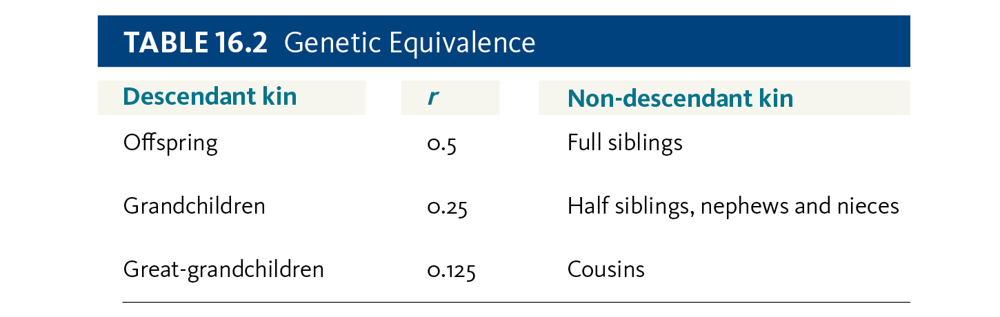 TABLE 16.2 Genetic Equivalence
Descendant kin r Non-descendant kin
Offspring 0.5 Full siblings
Grandchildren 0.25 Half siblings, nephews and nieces
Great-grandchildren 0.125 Cousins